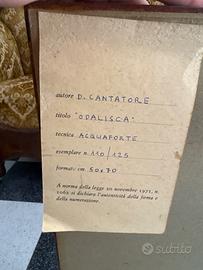 autore D. CANTATORE
titolo "ODALISCA"
tecnica ACQUAFORTE
esemplare n. 110/125
formato: cm. 50x70
A norma della legge 20 novembre 1971, n.
1062 si dichiara l'autenticità della firma e
della numerazione.
subito